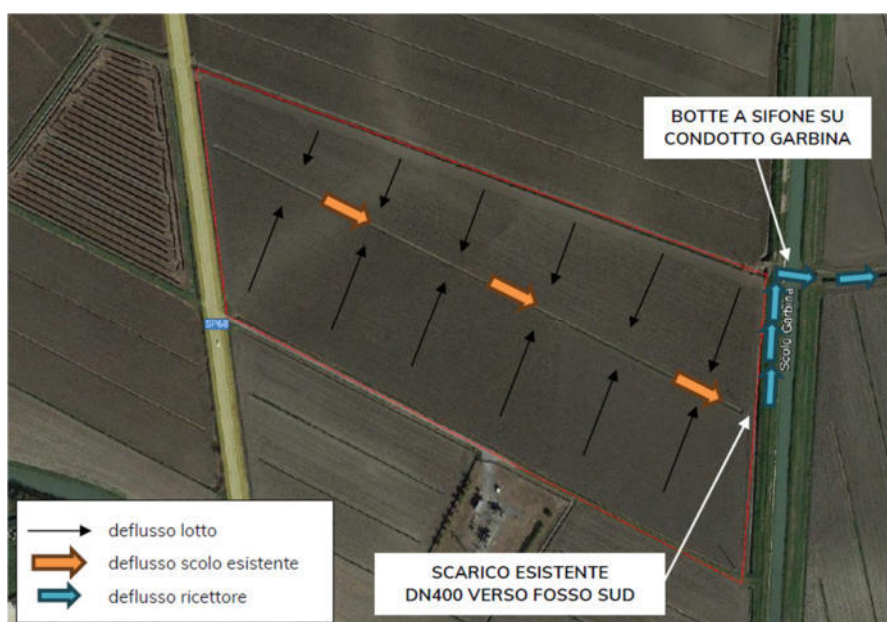 BOTTE A SIFONE SU
CONDOTTO GARBINA
Scolo Garbina
SP68
SCARICO ESISTENTE
DN400 VERSO FOSSO SUD
deflusso lotto
deflusso scolo esistente
deflusso ricettore